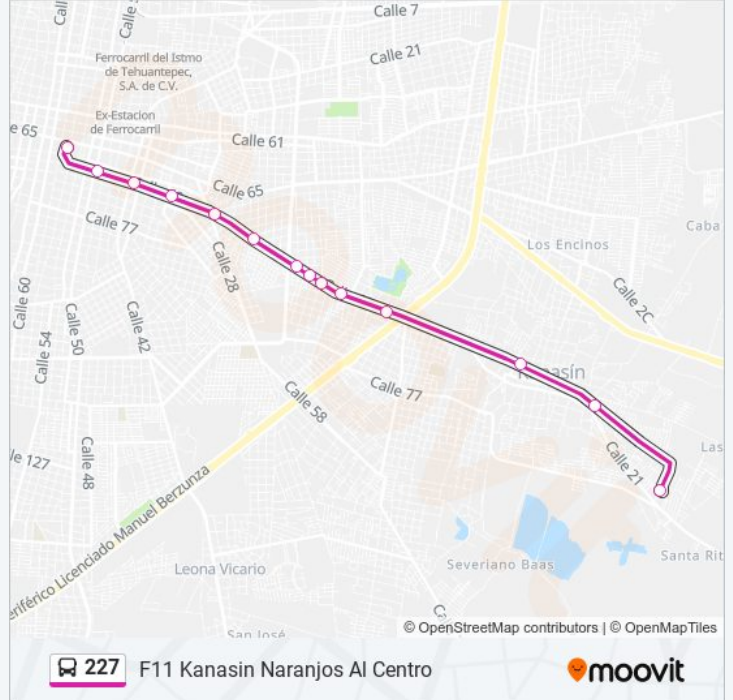 Calle 7
Calle 21
Ferrocarril del Istmo
de Tehuantepec,
S.A. de C.V.
Ex-Estacion
de Ferrocarril
e 65
Calle 61
Calle 65
Calle 77
Calle 28
Caba
Los Encinos
Calle 2C
Calle 60
Calle 54
Calle 50
Calle 42
Kanasín
Calle 77
Calle 58
Calle 21
Las
le 127
Calle 48
eriférico Licenciado Manuel Berzunza
Leona Vicario
Severiano Baas
Santa Rit
San José
© OpenStreetMap contributors | © OpenMapTiles
227 F11 Kanasin Naranjos Al Centro
moovit